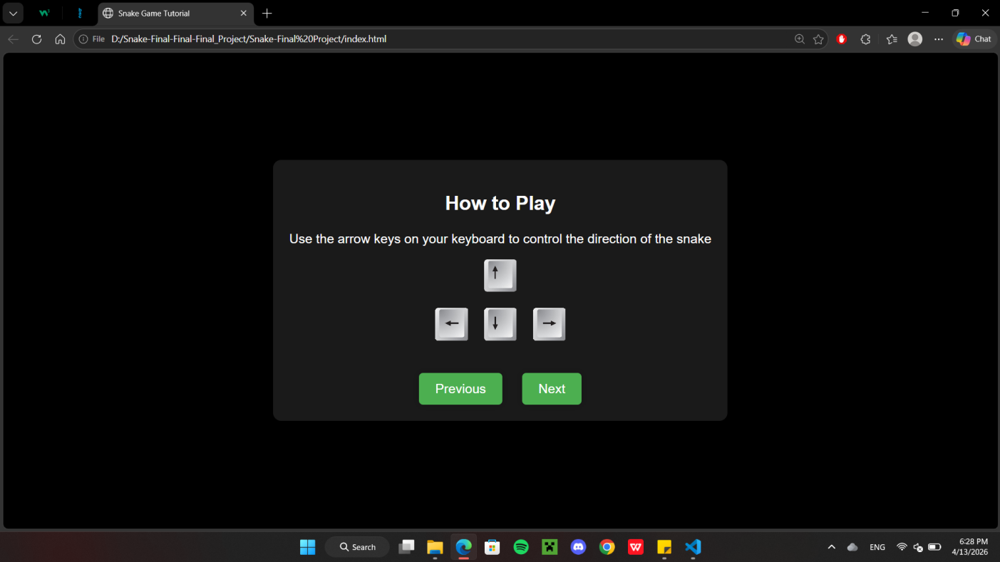 Snake Game Tutorial
File D:/Snake-Final-Final-Final_Project/Snake-Final%20Project/index.html
Chat
How to Play
Use the arrow keys on your keyboard to control the direction of the snake
↑
← ↓ →
Previous Next
Search
ENG
6:28 PM
4/13/2026